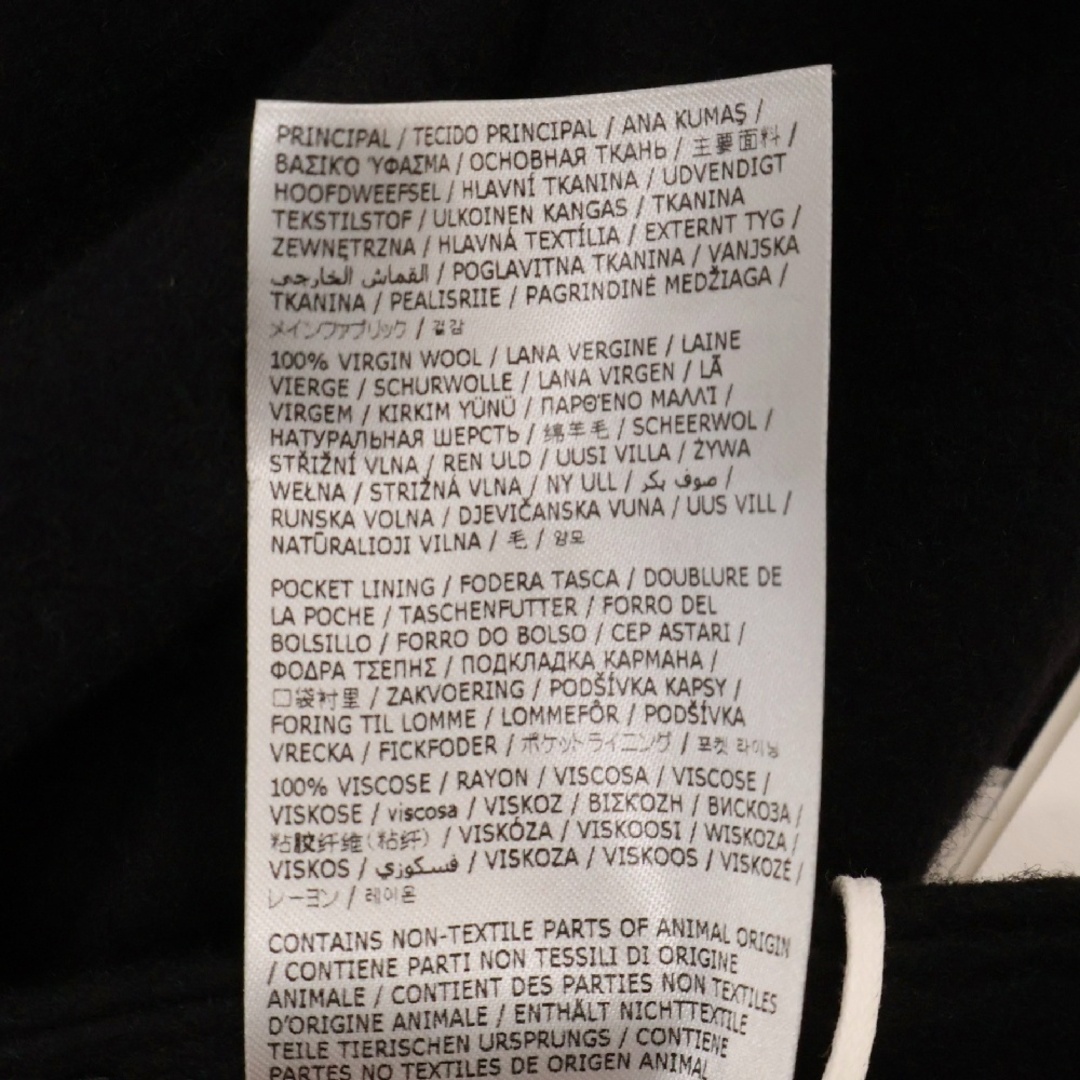 PRINCIPAL / TECIDO PRINCIPAL / ANA KUMAŞ /
ΒΑΣΙΚΌ ΎΦΑΣΜΑ / ОСНОВНАЯ ТКАНЬ / 主要面料 /
HOOFDWEEFSEL / HLAVNÍ TKANINA / UDVENDIGT
TEKSTILSTOF / ULKOINEN KANGAS / TKANINA
ZEWNĘTRZNA / HLAVNÁ TEXTÍLIA / EXTERNT TYG /
القماش الخارجي / POGLAVITNA TKANINA / VANJSKA
TKANINA / PEALISRIIE / PAGRINDINĖ MEDŽIAGA /
メインファブリック / 겉감
100% VIRGIN WOOL / LANA VERGINE / LAINE
VIERGE / SCHURWOLLE / LANA VIRGEN / LÃ
VIRGEM / KIRKIM YÜNÜ / ΠΑΡΘΈΝΟ ΜΑΛΛΊ /
НАТУРАЛЬНАЯ ШЕРСТЬ / 绵羊毛 / SCHEERWOL /
STŘIŽNÍ VLNA / REN ULD / UUSI VILLA / ŻYWA
WEŁNA / STRIŽNÁ VLNA / NY ULL / صوف بكر /
RUNSKA VOLNA / DJEVIČANSKA VUNA / UUS VILL /
NATŪRALIOJI VILNA / 毛 / 양모
POCKET LINING / FODERA TASCA / DOUBLURE DE
LA POCHE / TASCHENFUTTER / FORRO DEL
BOLSILLO / FORRO DO BOLSO / CEP ASTARI /
ΦΟΔΡΑ ΤΣΕΠΗΣ / ПОДКЛАДКА КАРМАНА /
口袋衬里 / ZAKVOERING / PODŠÍVKA KAPSY /
FORING TIL LOMME / LOMMEFÔR / PODŠÍVKA
VRECKA / FICKFODER / ポケットライニング / 포켓 라이닝
100% VISCOSE / RAYON / VISCOSA / VISCOSE /
VISKOSE / viscosa / VISKOZ / ΒΙΣΚΌΖΗ / ВИСКОЗА /
粘胶纤维(粘纤) / VISKÓZA / VISKOOSI / WISKOZA /
VISKOS / فسكوزي / VISKOZA / VISKOOS / VISKOZĖ /
レーヨン / 레이온
CONTAINS NON-TEXTILE PARTS OF ANIMAL ORIGIN
/ CONTIENE PARTI NON TESSILI DI ORIGINE
ANIMALE / CONTIENT DES PARTIES NON TEXTILES
D'ORIGINE ANIMALE / ENTHÄLT NICHTTEXTILE
TEILE TIERISCHEN URSPRUNGS / CONTIENE
PARTES NO TEXTILES DE ORIGEN ANIMAL